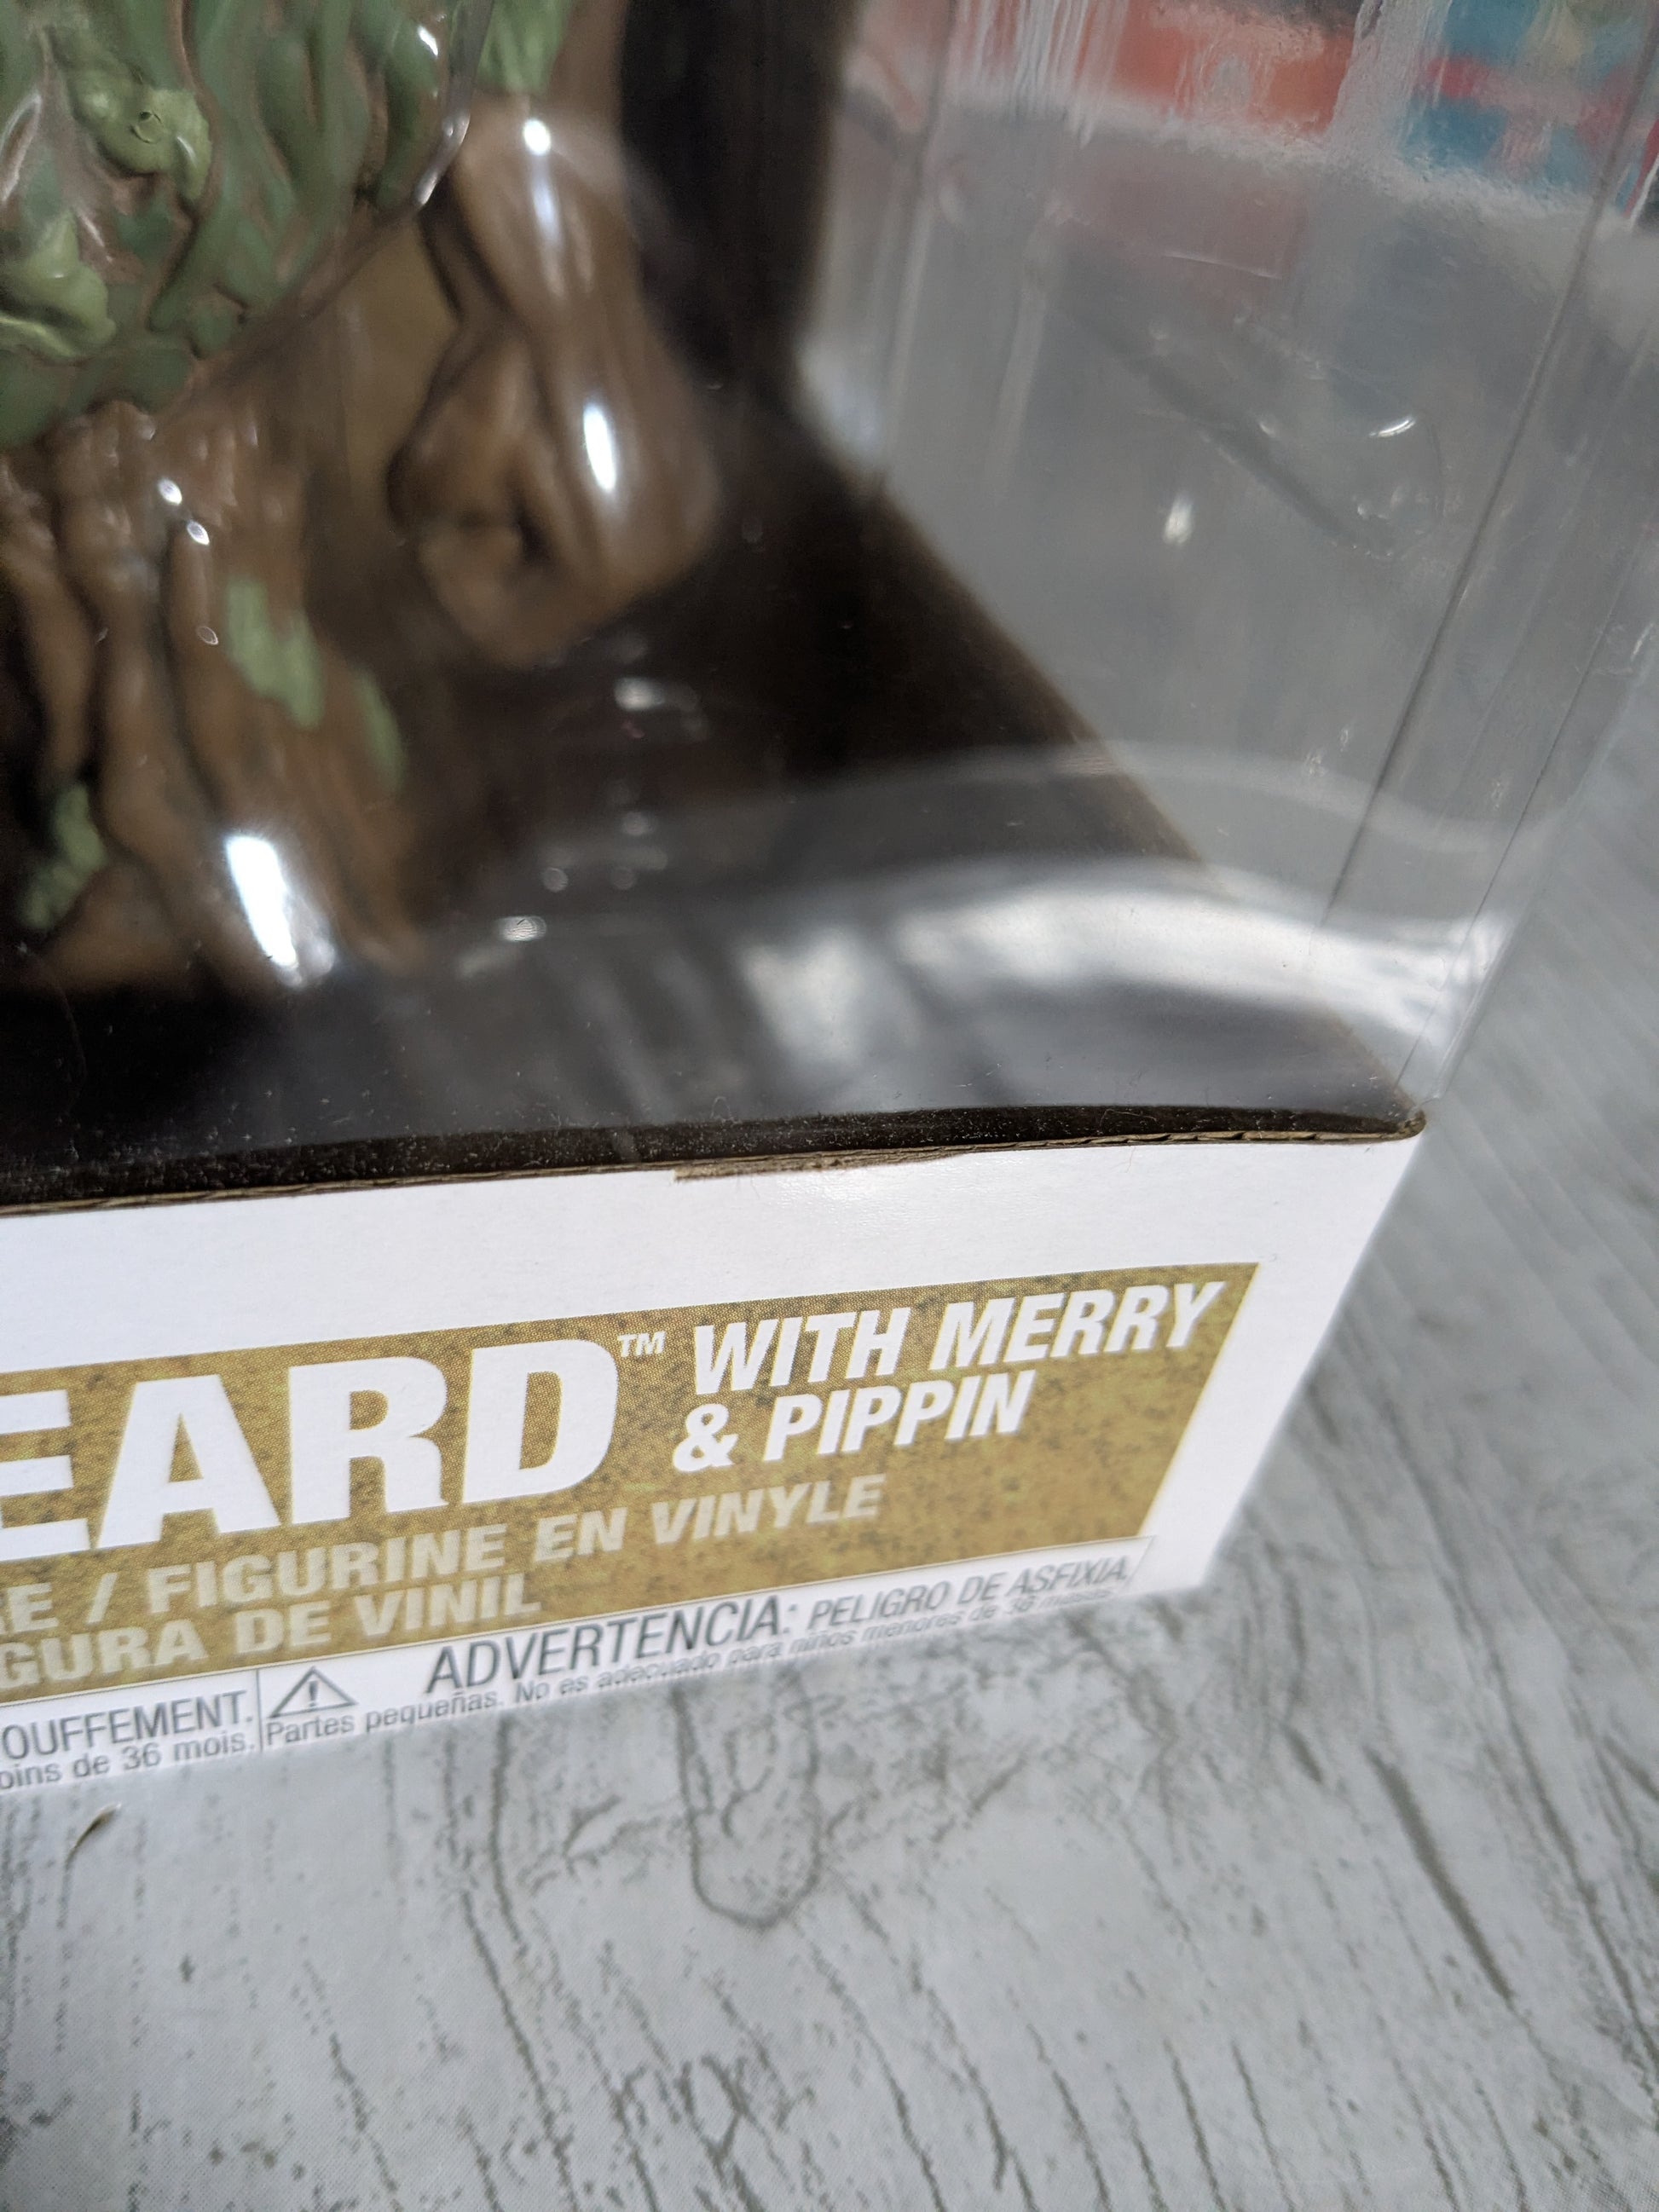 EARD™ WITH MERRY
& PIPPIN
RE / FIGURINE EN VINYLE
GURA DE VINIL
OUFFEMENT.
oins de 36 mois.
ADVERTENCIA: PELIGRO DE ASFIXIA.
Partes pequeñas. No es adecuado para niños menores de 36 meses.